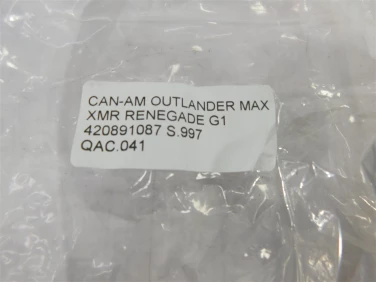 CAN-AM OUTLANDER MAX
XMR RENEGADE G1
420891087 S.997
QAC.041